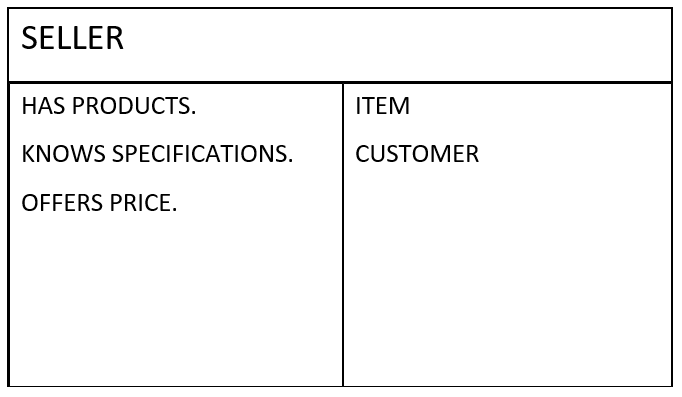 SELLER
HAS PRODUCTS.
KNOWS SPECIFICATIONS.
OFFERS PRICE.
ITEM
CUSTOMER